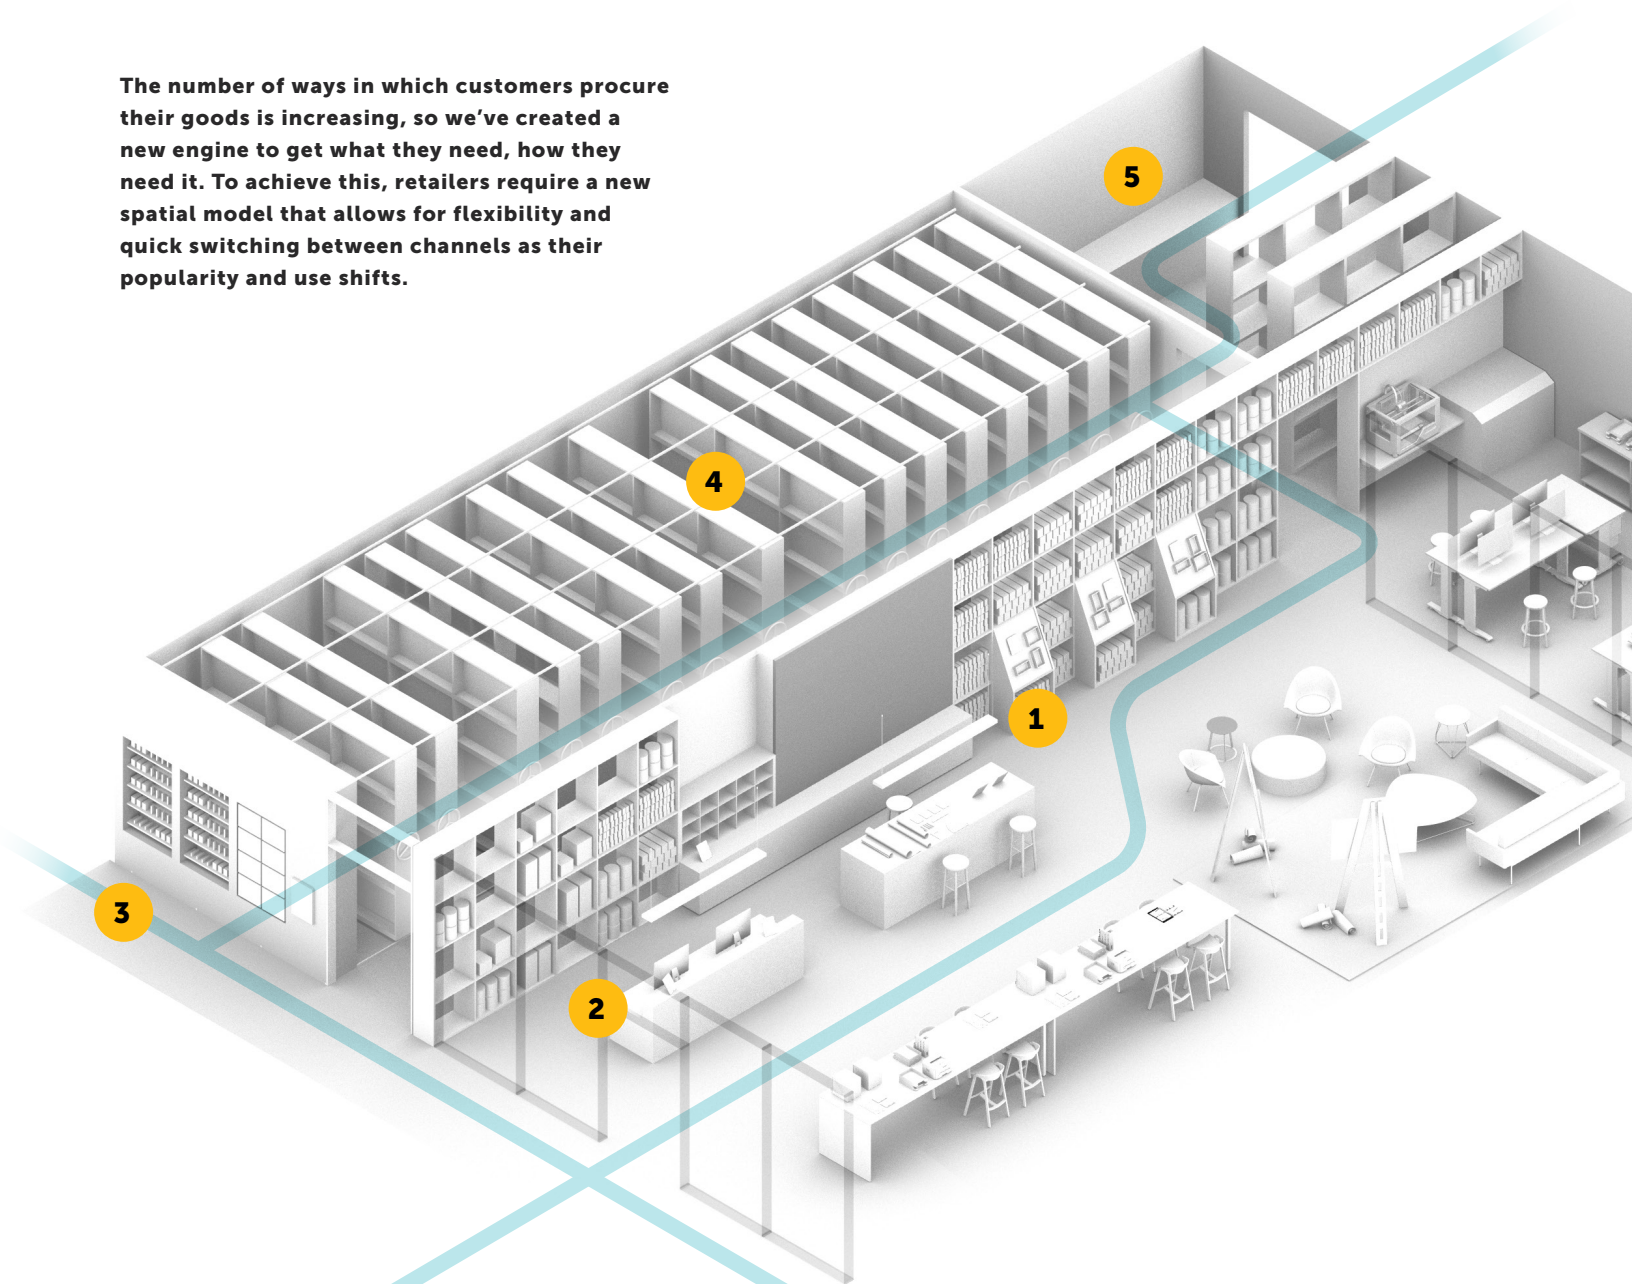 The number of ways in which customers procure
their goods is increasing, so we’ve created a
new engine to get what they need, how they
need it. To achieve this, retailers require a new
spatial model that allows for flexibility and
quick switching between channels as their
popularity and use shifts.
5
4
1
3
2